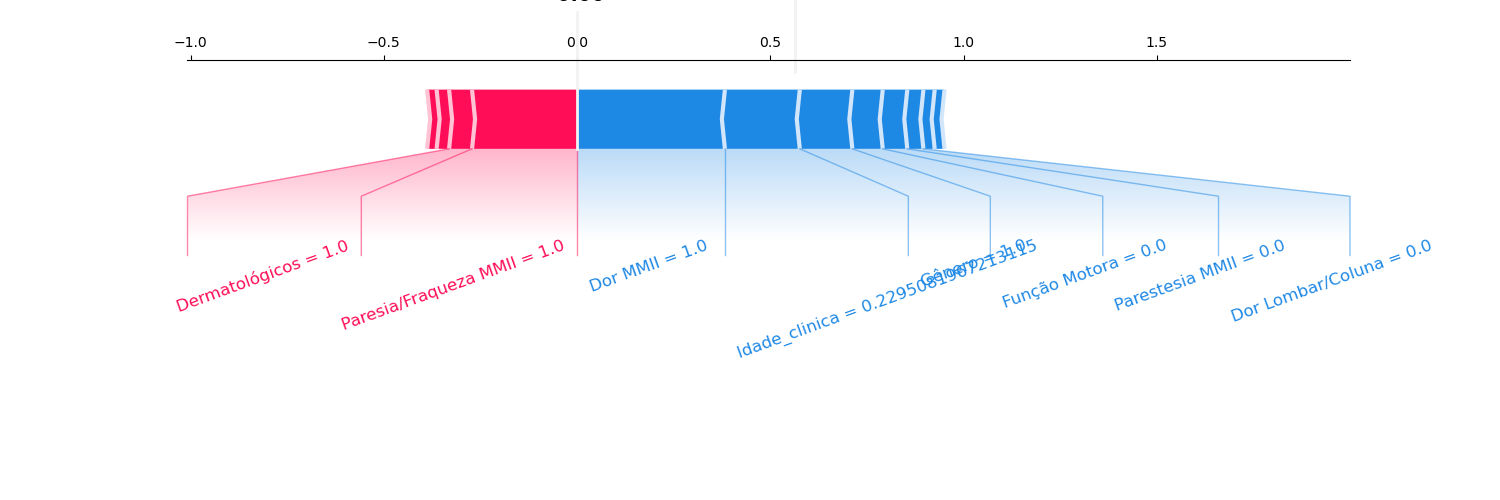 −1.0 −0.5 0.0 0.5 1.0 1.5
Dermatológicos = 1.0
Paresia/Fraqueza MMII = 1.0
Dor MMII = 1.0
Idade_clinica = 0.22950819672131115
Gênero = 1.0
Função Motora = 0.0
Parestesia MMII = 0.0
Dor Lombar/Coluna = 0.0